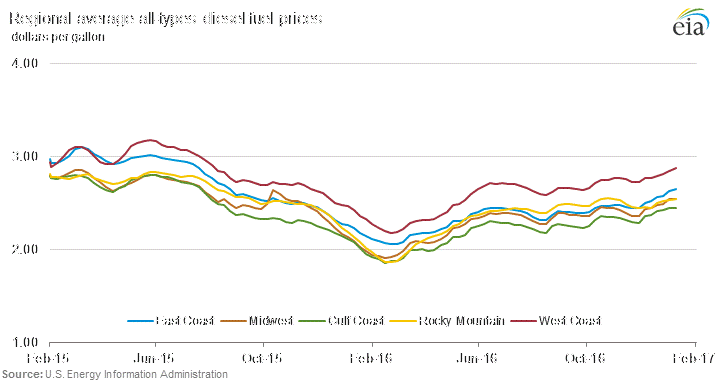 Regional average all-types diesel fuel prices
dollars per gallon
eia
4.00
3.00
2.00
1.00
East Coast Midwest Gulf Coast Rocky Mountain West Coast
Feb-15 Jun-15 Oct-15 Feb-16 Jun-16 Oct-16 Feb-17
Source: U.S. Energy Information Administration